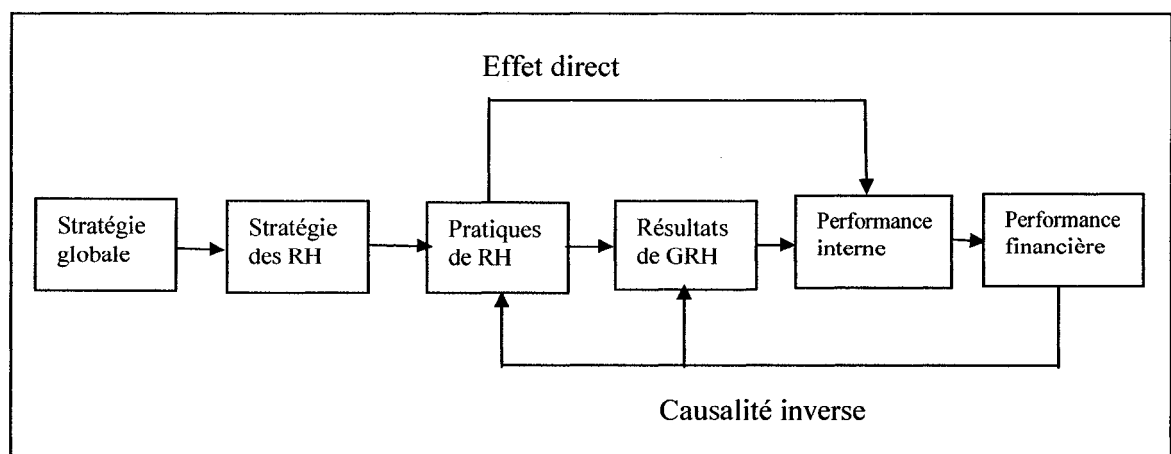 Effet direct
Stratégie
globale
Stratégie
des RH
Pratiques
de RH
Résultats
de GRH
Performance
interne
Performance
financière
Causalité inverse